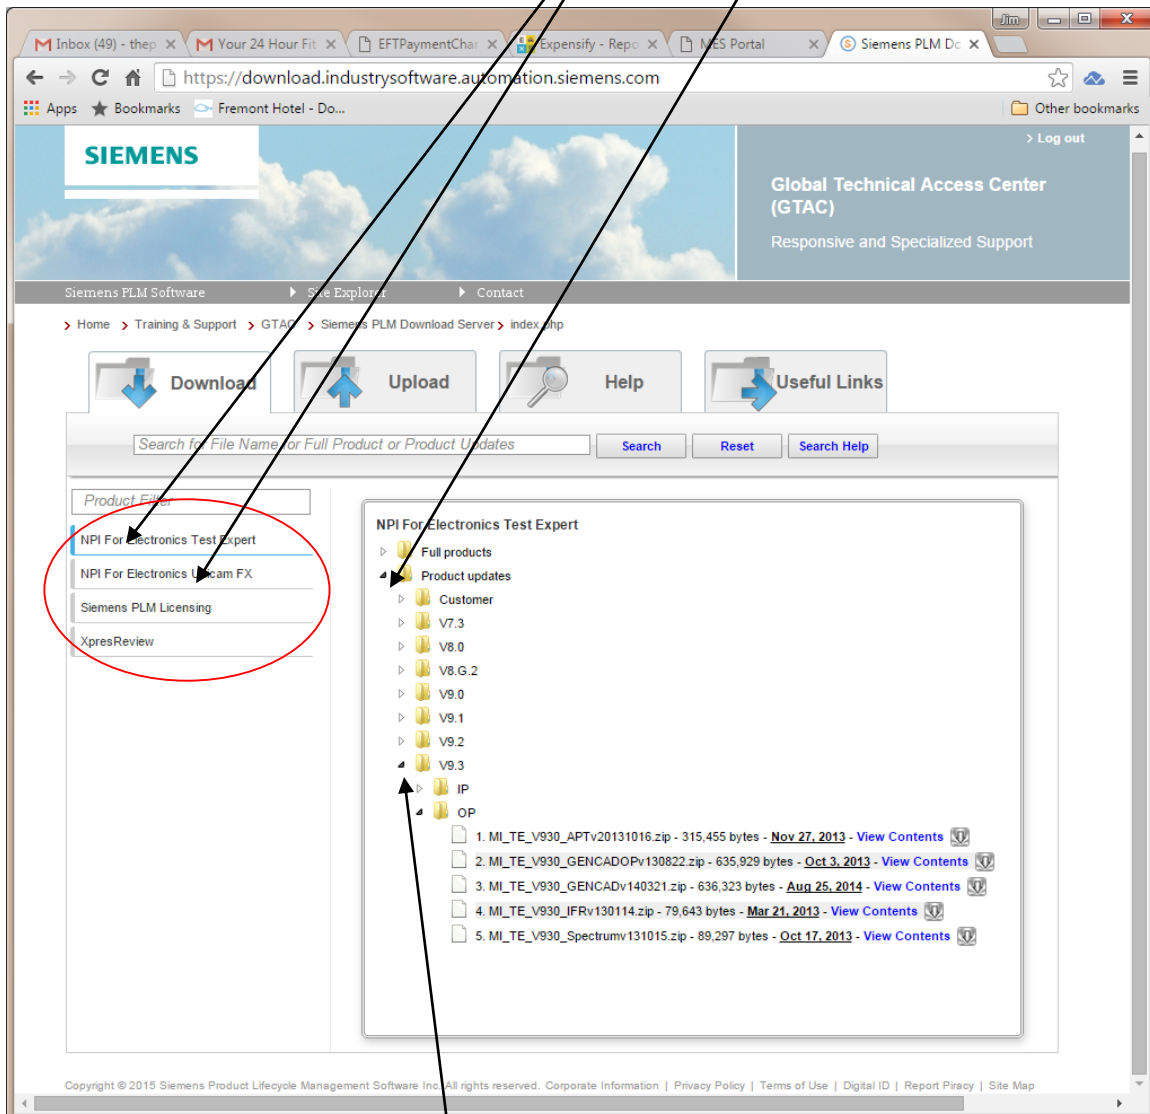 Jim
Inbox (49) - thep
Your 24 Hour Fit
EFTPaymentChar
Expensify - Repo
MES Portal
Siemens PLM Do
https://download.industrysoftware.automation.siemens.com
Apps
Bookmarks
Fremont Hotel - Do...
Other bookmarks
SIEMENS
> Log out
Global Technical Access Center
(GTAC)
Responsive and Specialized Support
Siemens PLM Software
Site Explorer
Contact
Home
Training & Support
GTAC
Siemens PLM Download Server
index.php
Download
Upload
Help
Useful Links
Search for File Name for Full Product or Product Updates
Search
Reset
Search Help
Product Filter
NPI For Electronics Test Expert
NPI For Electronics Unicam FX
Siemens PLM Licensing
XpresReview
NPI For Electronics Test Expert
Full products
Product updates
Customer
V7.3
V8.0
V8.G.2
V9.0
V9.1
V9.2
V9.3
IP
OP
1. MI_TE_V930_APTv20131016.zip - 315,455 bytes - Nov 27, 2013 - View Contents
2. MI_TE_V930_GENCADOPv130822.zip - 635,929 bytes - Oct 3, 2013 - View Contents
3. MI_TE_V930_GENCADv140321.zip - 636,323 bytes - Aug 25, 2014 - View Contents
4. MI_TE_V930_IFRv130114.zip - 79,643 bytes - Mar 21, 2013 - View Contents
5. MI_TE_V930_Spectrumv131015.zip - 89,297 bytes - Oct 17, 2013 - View Contents
Copyright © 2015 Siemens Product Lifecycle Management Software Inc. All rights reserved. Corporate Information | Privacy Policy | Terms of Use | Digital ID | Report Piracy | Site Map